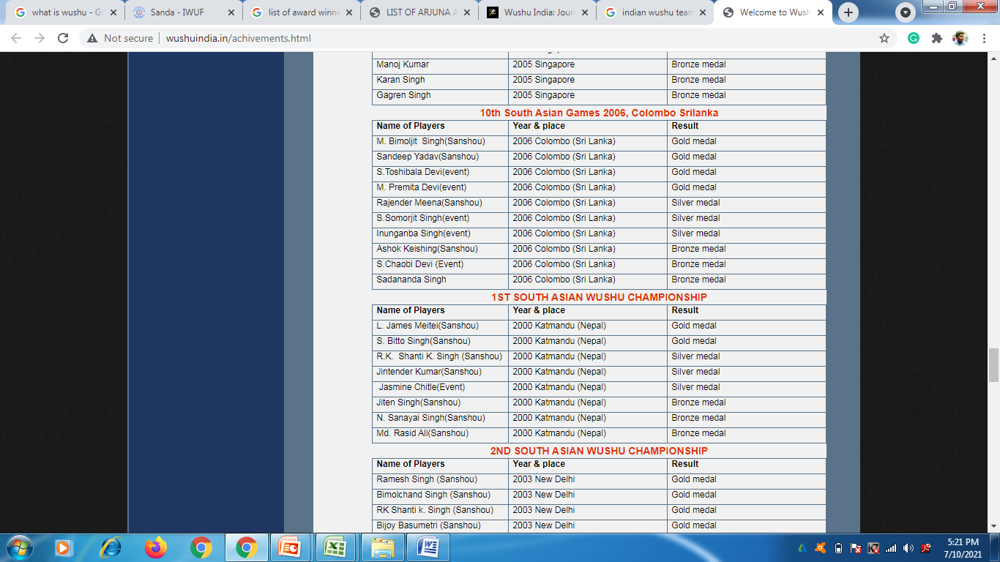 what is wushu - Go
Sanda - IWUF
list of award winne
LIST OF ARJUNA A
Wushu India: Jour
indian wushu team
Welcome to Wush
Not secure | wushuindia.in/achivements.html
Manoj Kumar 2005 Singapore Bronze medal
Karan Singh 2005 Singapore Bronze medal
Gagren Singh 2005 Singapore Bronze medal
10th South Asian Games 2006, Colombo Srilanka
Name of Players Year & place Result
M. Bimoljit Singh(Sanshou) 2006 Colombo (Sri Lanka) Gold medal
Sandeep Yadav(Sanshou) 2006 Colombo (Sri Lanka) Gold medal
S.Toshibala Devi(event) 2006 Colombo (Sri Lanka) Gold medal
M. Premita Devi(event) 2006 Colombo (Sri Lanka) Gold medal
Rajender Meena(Sanshou) 2006 Colombo (Sri Lanka) Silver medal
S.Somorjit Singh(event) 2006 Colombo (Sri Lanka) Silver medal
Inunganba Singh(event) 2006 Colombo (Sri Lanka) Silver medal
Ashok Keishing(Sanshou) 2006 Colombo (Sri Lanka) Bronze medal
S.Chaobi Devi (Event) 2006 Colombo (Sri Lanka) Bronze medal
Sadananda Singh 2006 Colombo (Sri Lanka) Bronze medal
1ST SOUTH ASIAN WUSHU CHAMPIONSHIP
Name of Players Year & place Result
L. James Meitei(Sanshou) 2000 Katmandu (Nepal) Gold medal
S. Bitto Singh(Sanshou) 2000 Katmandu (Nepal) Gold medal
R.K. Shanti K. Singh (Sanshou) 2000 Katmandu (Nepal) Silver medal
Jintender Kumar(Sanshou) 2000 Katmandu (Nepal) Silver medal
Jasmine Chitle(Event) 2000 Katmandu (Nepal) Silver medal
Jiten Singh(Sanshou) 2000 Katmandu (Nepal) Bronze medal
N. Sanayai Singh(Sanshou) 2000 Katmandu (Nepal) Bronze medal
Md. Rasid Ali(Sanshou) 2000 Katmandu (Nepal) Bronze medal
2ND SOUTH ASIAN WUSHU CHAMPIONSHIP
Name of Players Year & place Result
Ramesh Singh (Sanshou) 2003 New Delhi Gold medal
Bimolchand Singh (Sanshou) 2003 New Delhi Gold medal
RK Shanti k. Singh (Sanshou) 2003 New Delhi Gold medal
Bijoy Basumetri (Sanshou) 2003 New Delhi Gold medal
5:21 PM
7/10/2021